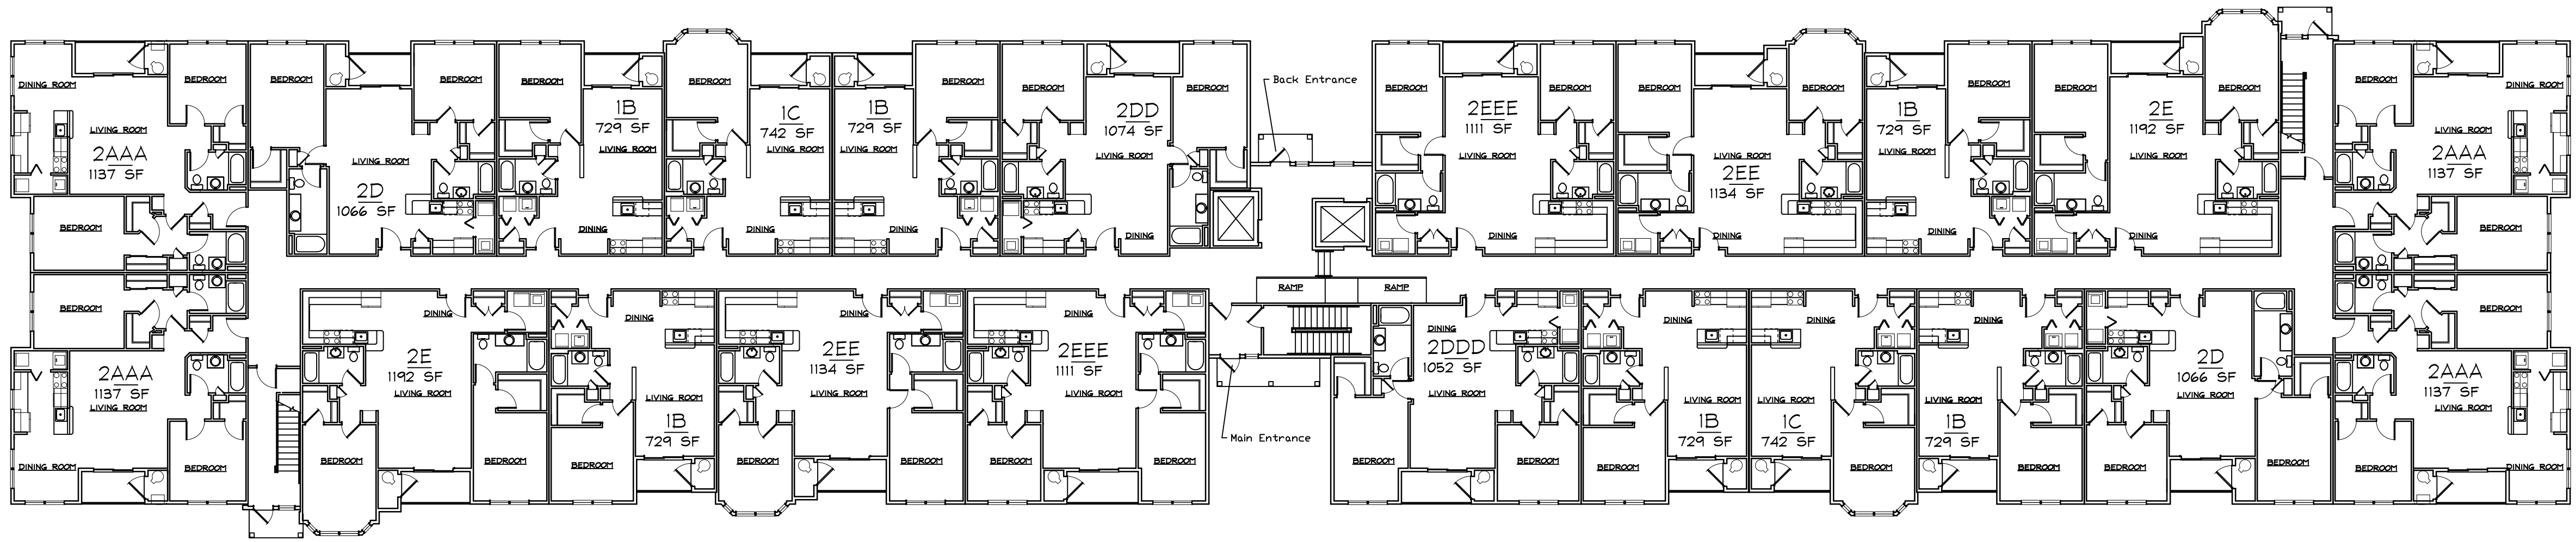 BEDROOM
BEDROOM
BEDROOM
BEDROOM
BEDROOM
BEDROOM
BEDROOM
BEDROOM
BEDROOM
DINING ROOM
LIVING ROOM
2AAA
1137 SF
LIVING ROOM
2D
1066 SF
1B
729 SF
LIVING ROOM
DINING
1C
742 SF
LIVING ROOM
DINING
1B
729 SF
LIVING ROOM
DINING
2DD
1074 SF
LIVING ROOM
DINING
Back Entrance
BEDROOM
BEDROOM
BEDROOM
BEDROOM
BEDROOM
BEDROOM
BEDROOM
BEDROOM
2EEE
1111 SF
LIVING ROOM
DINING
LIVING ROOM
2EE
1134 SF
DINING
1B
729 SF
LIVING ROOM
DINING
2E
1192 SF
LIVING ROOM
DINING
DINING ROOM
LIVING ROOM
2AAA
1137 SF
BEDROOM
BEDROOM
BEDROOM
BEDROOM
RAMP
RAMP
2AAA
1137 SF
LIVING ROOM
DINING ROOM
BEDROOM
DINING
2E
1192 SF
LIVING ROOM
BEDROOM
BEDROOM
DINING
LIVING ROOM
1B
729 SF
BEDROOM
DINING
2EE
1134 SF
LIVING ROOM
BEDROOM
BEDROOM
DINING
2EEE
1111 SF
LIVING ROOM
BEDROOM
BEDROOM
Main Entrance
DINING
2DDD
1052 SF
LIVING ROOM
BEDROOM
BEDROOM
DINING
LIVING ROOM
1B
729 SF
BEDROOM
DINING
LIVING ROOM
1C
742 SF
BEDROOM
DINING
LIVING ROOM
1B
729 SF
BEDROOM
2D
1066 SF
LIVING ROOM
BEDROOM
BEDROOM
2AAA
1137 SF
LIVING ROOM
DINING ROOM
BEDROOM